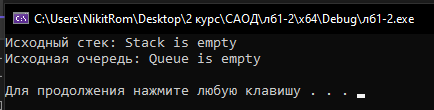 C:\Users\NikitRom\Desktop\2 курс\САОД\л61-2\x64\Debug\л61-2.exe
Исходный стек: Stack is empty
Исходная очередь: Queue is empty
Для продолжения нажмите любую клавишу . . .